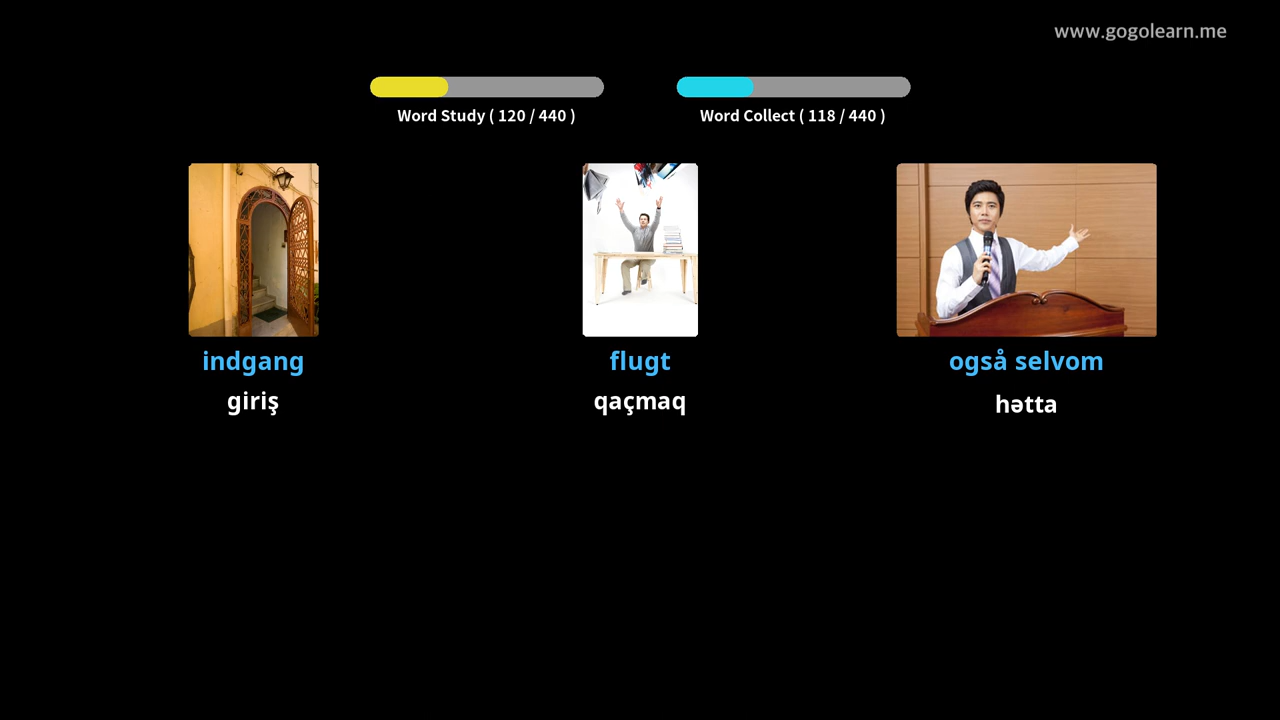 www.gogolearn.me
Word Study ( 120 / 440 )
Word Collect ( 118 / 440 )
indgang
giriş
flugt
qaçmaq
også selvom
hətta